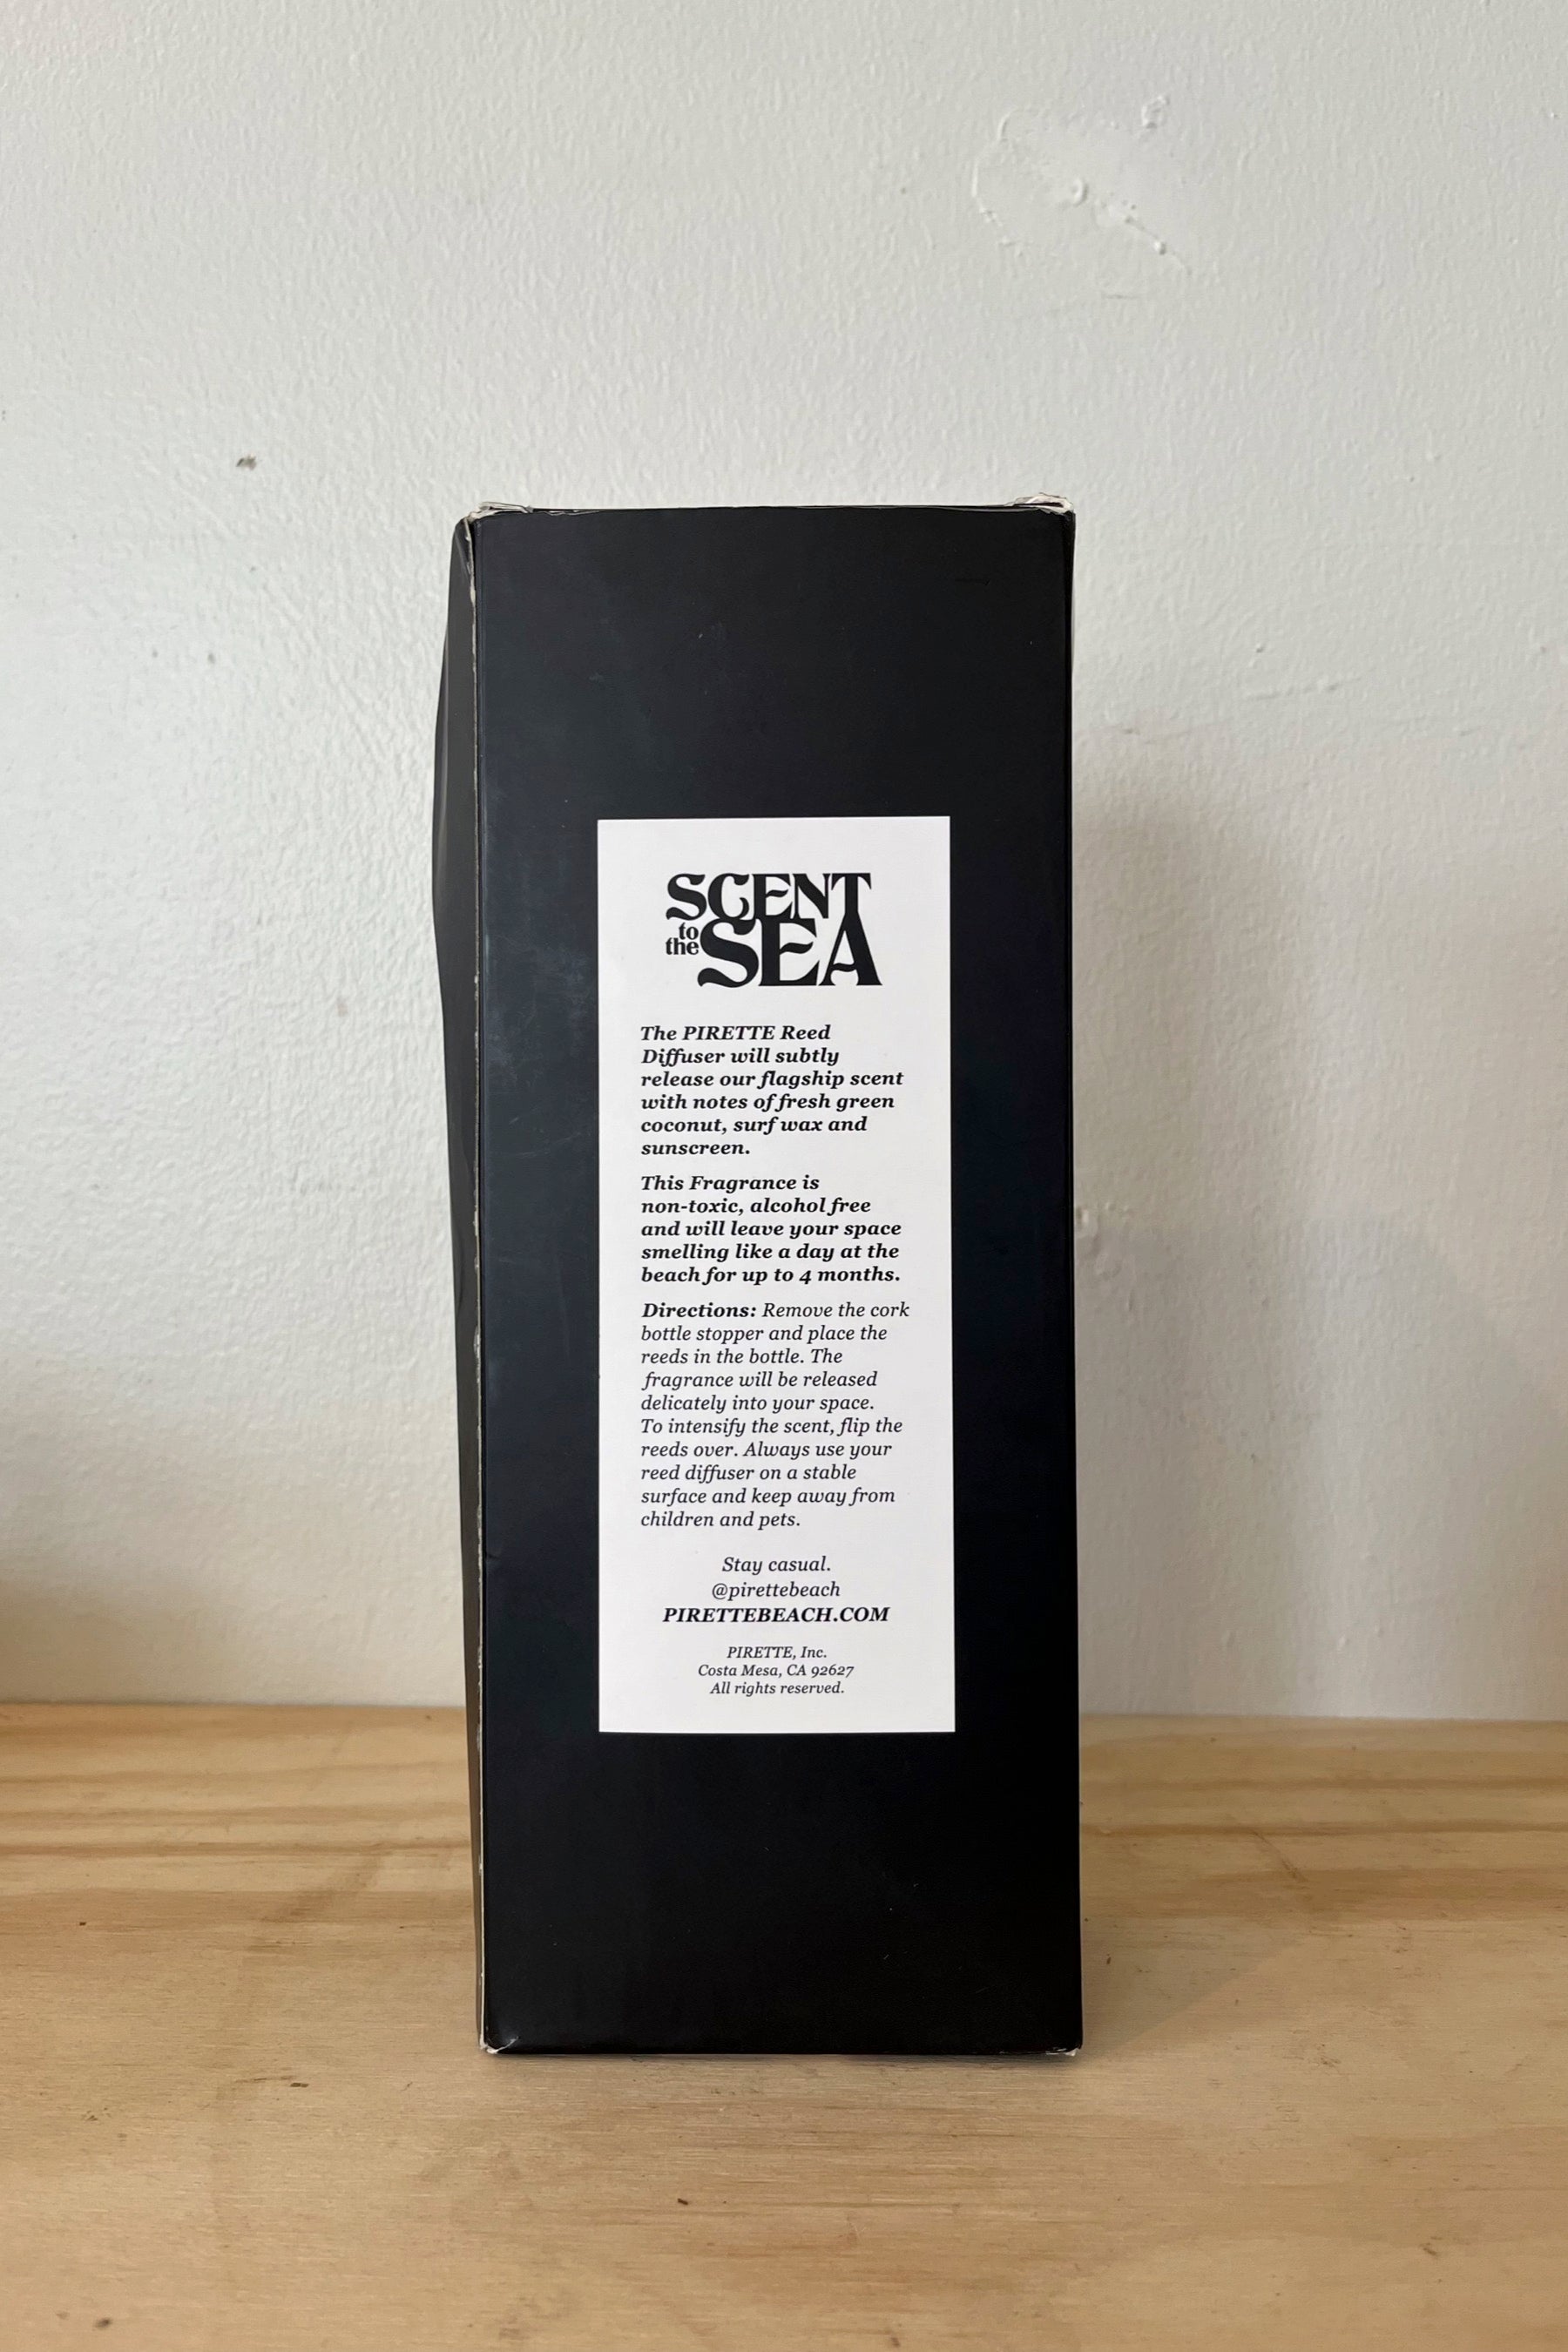 SCENT
to the SEA
The PIRETTE Reed
Diffuser will subtly
release our flagship scent
with notes of fresh green
coconut, surf wax and
sunscreen.
This Fragrance is
non-toxic, alcohol free
and will leave your space
smelling like a day at the
beach for up to 4 months.
Directions: Remove the cork
bottle stopper and place the
reeds in the bottle. The
fragrance will be released
delicately into your space.
To intensify the scent, flip the
reeds over. Always use your
reed diffuser on a stable
surface and keep away from
children and pets.
Stay casual.
@pirettebeach
PIRETTEBEACH.COM
PIRETTE, Inc.
Costa Mesa, CA 92627
All rights reserved.